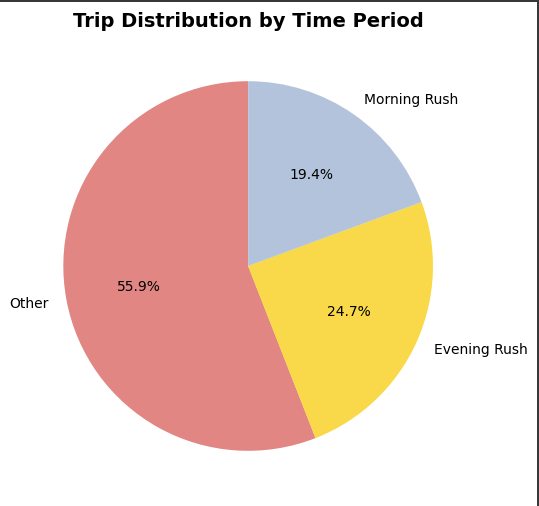 Trip Distribution by Time Period
Morning Rush
19.4%
55.9%
Other
24.7%
Evening Rush